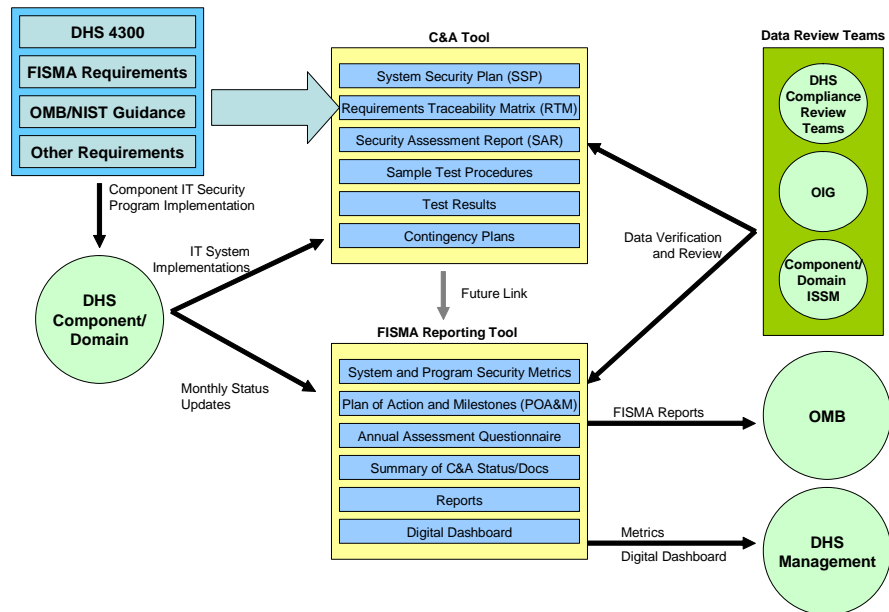 DHS 4300
FISMA Requirements
OMB/NIST Guidance
Other Requirements
Component IT Security
Program Implementation
DHS
Component/
Domain
IT System
Implementations
Monthly Status
Updates
C&A Tool
System Security Plan (SSP)
Requirements Traceability Matrix (RTM)
Security Assessment Report (SAR)
Sample Test Procedures
Test Results
Contingency Plans
Future Link
FISMA Reporting Tool
System and Program Security Metrics
Plan of Action and Milestones (POA&M)
Annual Assessment Questionnaire
Summary of C&A Status/Docs
Reports
Digital Dashboard
Data Review Teams
DHS
Compliance
Review
Teams
OIG
Component/
Domain
ISSM
Data Verification
and Review
FISMA Reports
OMB
Metrics
Digital Dashboard
DHS
Management